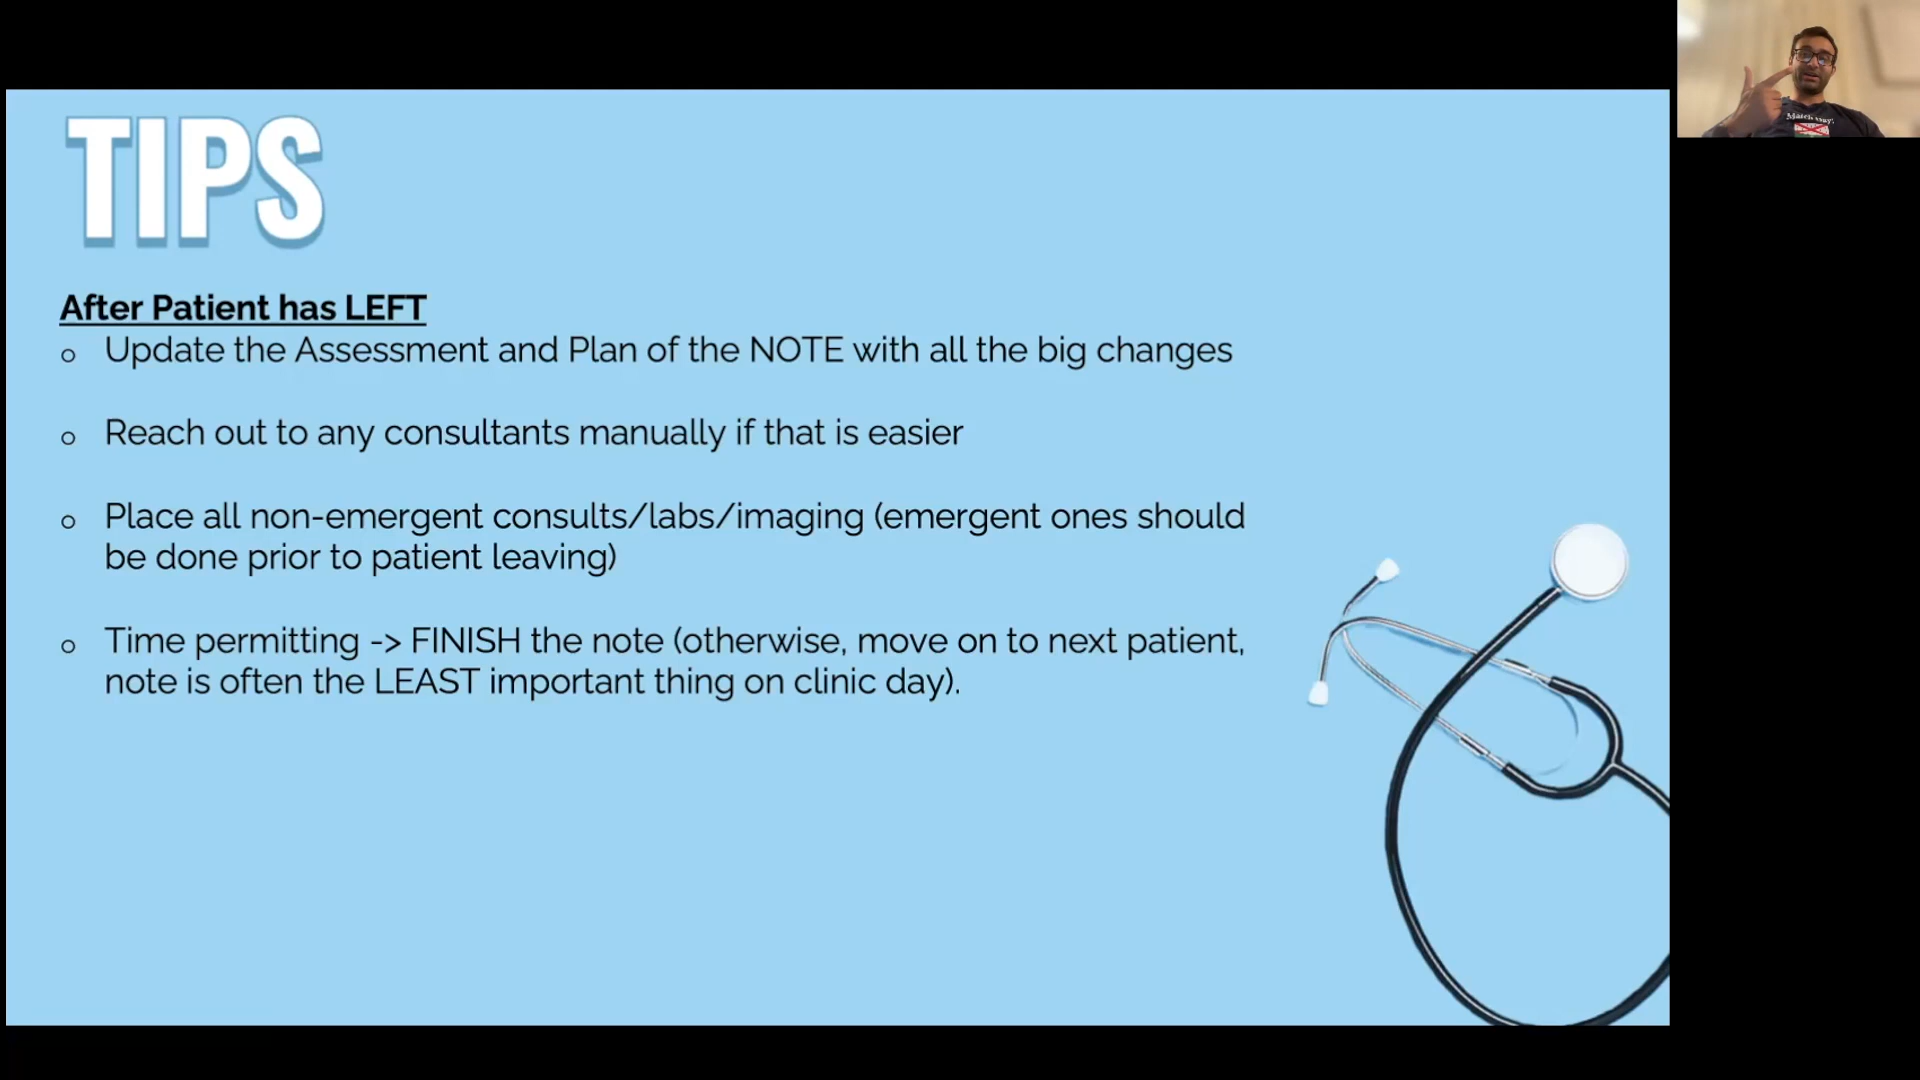 TIPS
After Patient has LEFT
o Update the Assessment and Plan of the NOTE with all the big changes
o Reach out to any consultants manually if that is easier
o Place all non-emergent consults/labs/imaging (emergent ones should
be done prior to patient leaving)
o Time permitting -> FINISH the note (otherwise, move on to next patient,
note is often the LEAST important thing on clinic day).